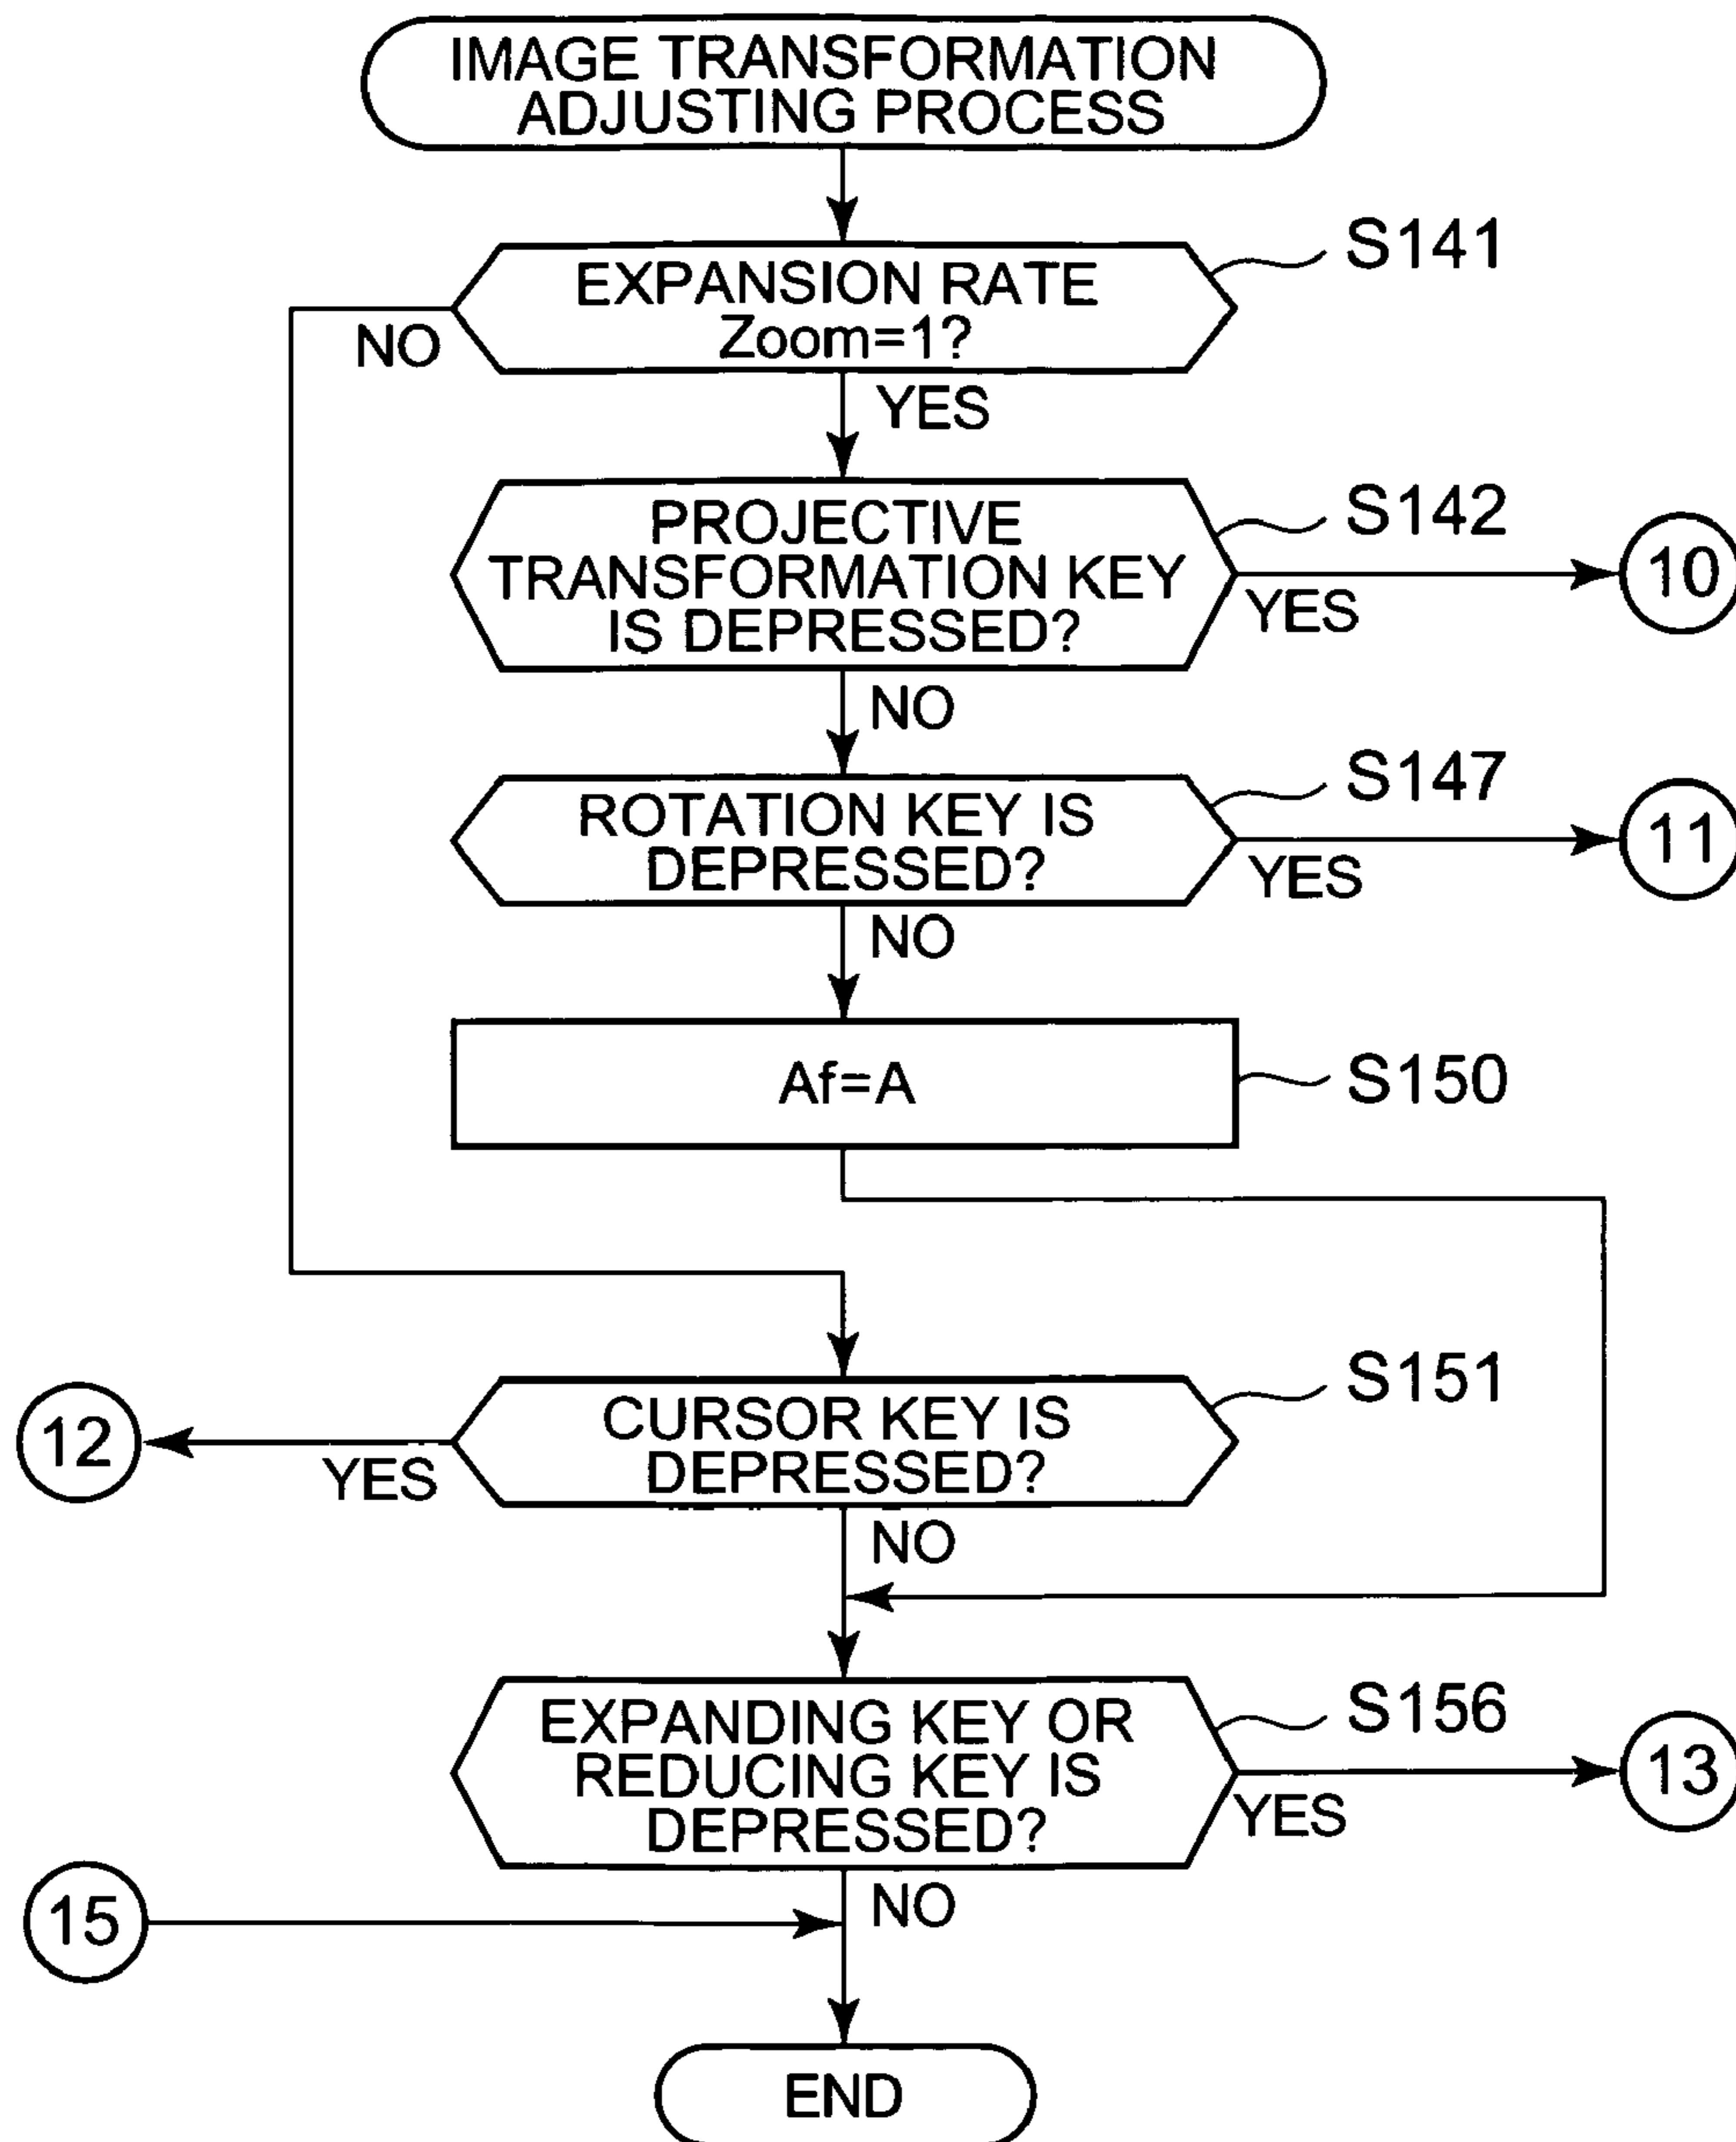 IMAGE TRANSFORMATION
ADJUSTING PROCESS
S141
EXPANSION RATE
Zoom=1?
NO
YES
S142
PROJECTIVE
TRANSFORMATION KEY
IS DEPRESSED?
10
YES
NO
S147
ROTATION KEY IS
DEPRESSED?
11
YES
NO
Af=A
S150
S151
CURSOR KEY IS
DEPRESSED?
12
YES
NO
S156
EXPANDING KEY OR
REDUCING KEY IS
DEPRESSED?
13
YES
15
NO
END